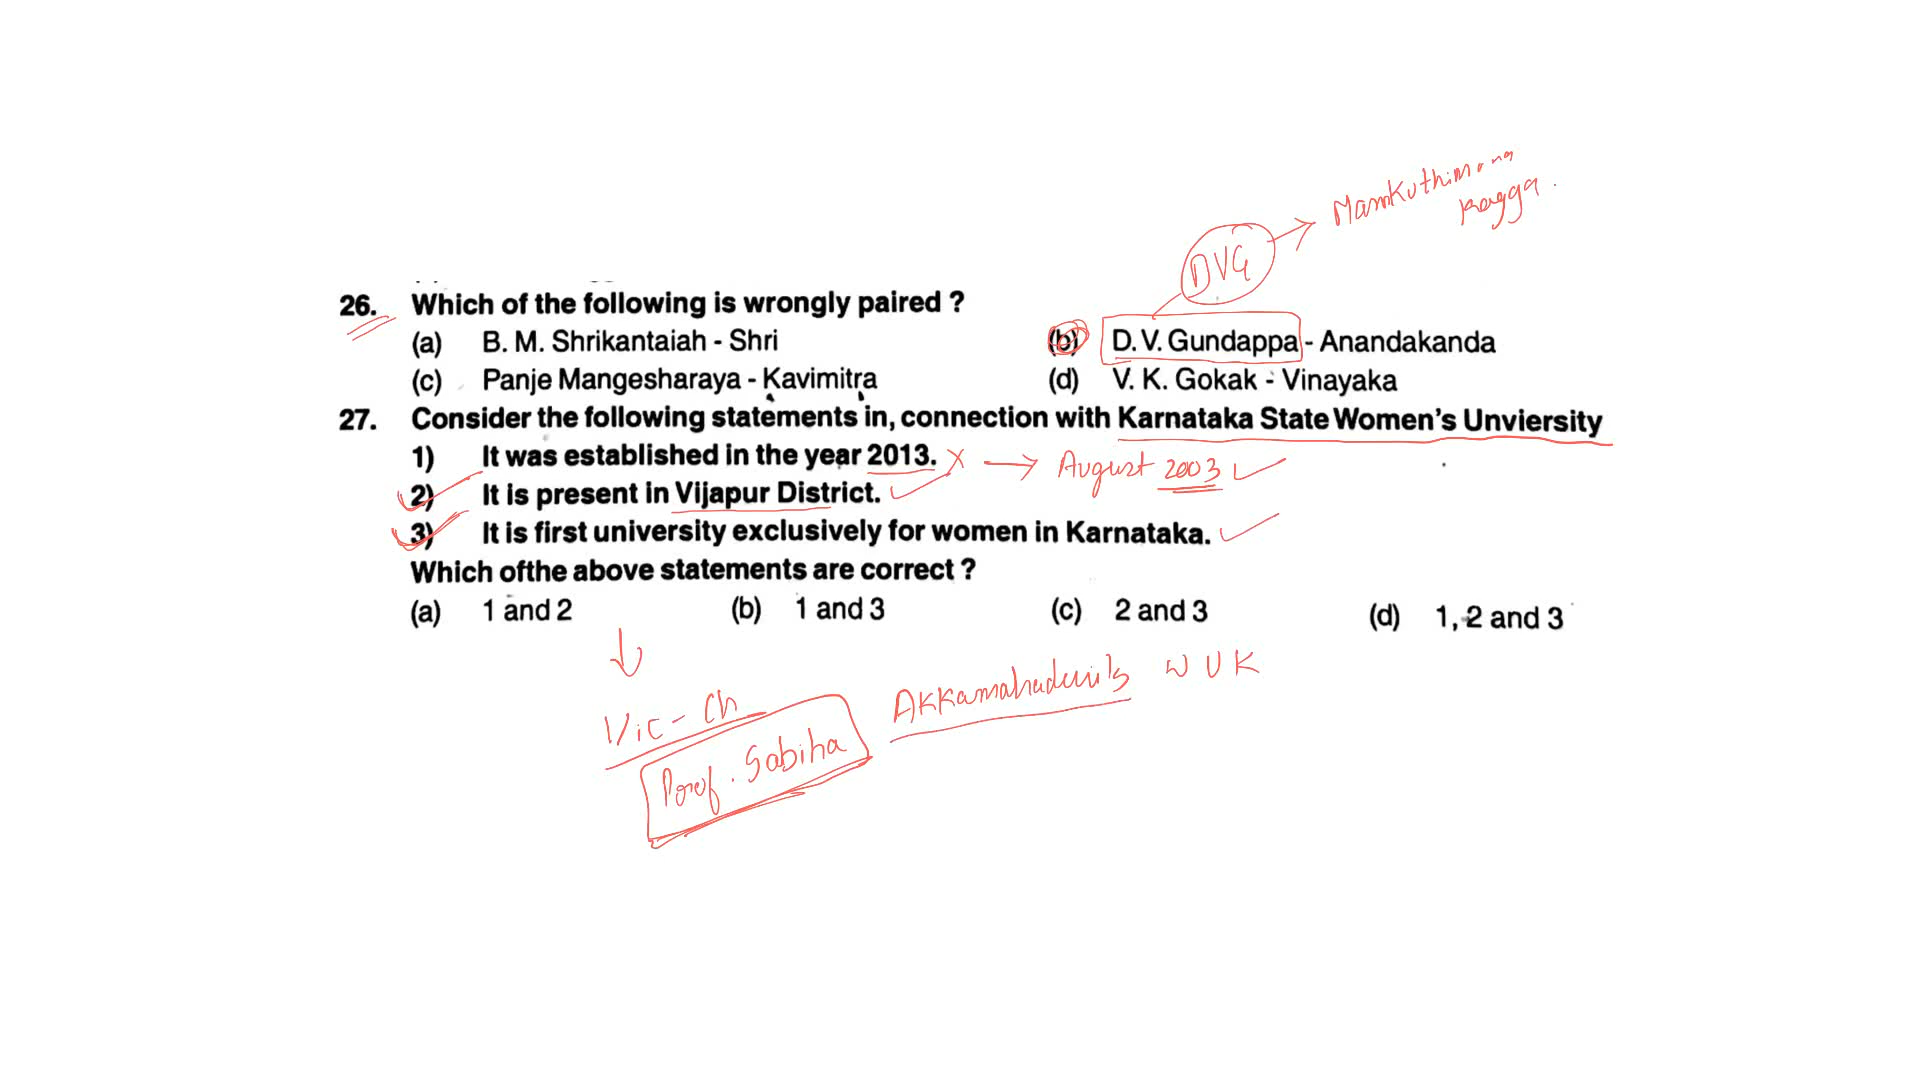 Mankuthimmana
kagga.
DVG
26. Which of the following is wrongly paired ?
(a) B. M. Shrikantaiah - Shri (b) D. V. Gundappa - Anandakanda
(c) Panje Mangesharaya - Kavimitra (d) V. K. Gokak - Vinayaka
27. Consider the following statements in, connection with Karnataka State Women's Unviersity
1) It was established in the year 2013. x → August 2003
2) It is present in Vijapur District.
3) It is first university exclusively for women in Karnataka.
Which ofthe above statements are correct ?
(a) 1 and 2 (b) 1 and 3 (c) 2 and 3 (d) 1, 2 and 3
Vic - Ch
Prof. Sabiha
Akkamahadevi's W U K